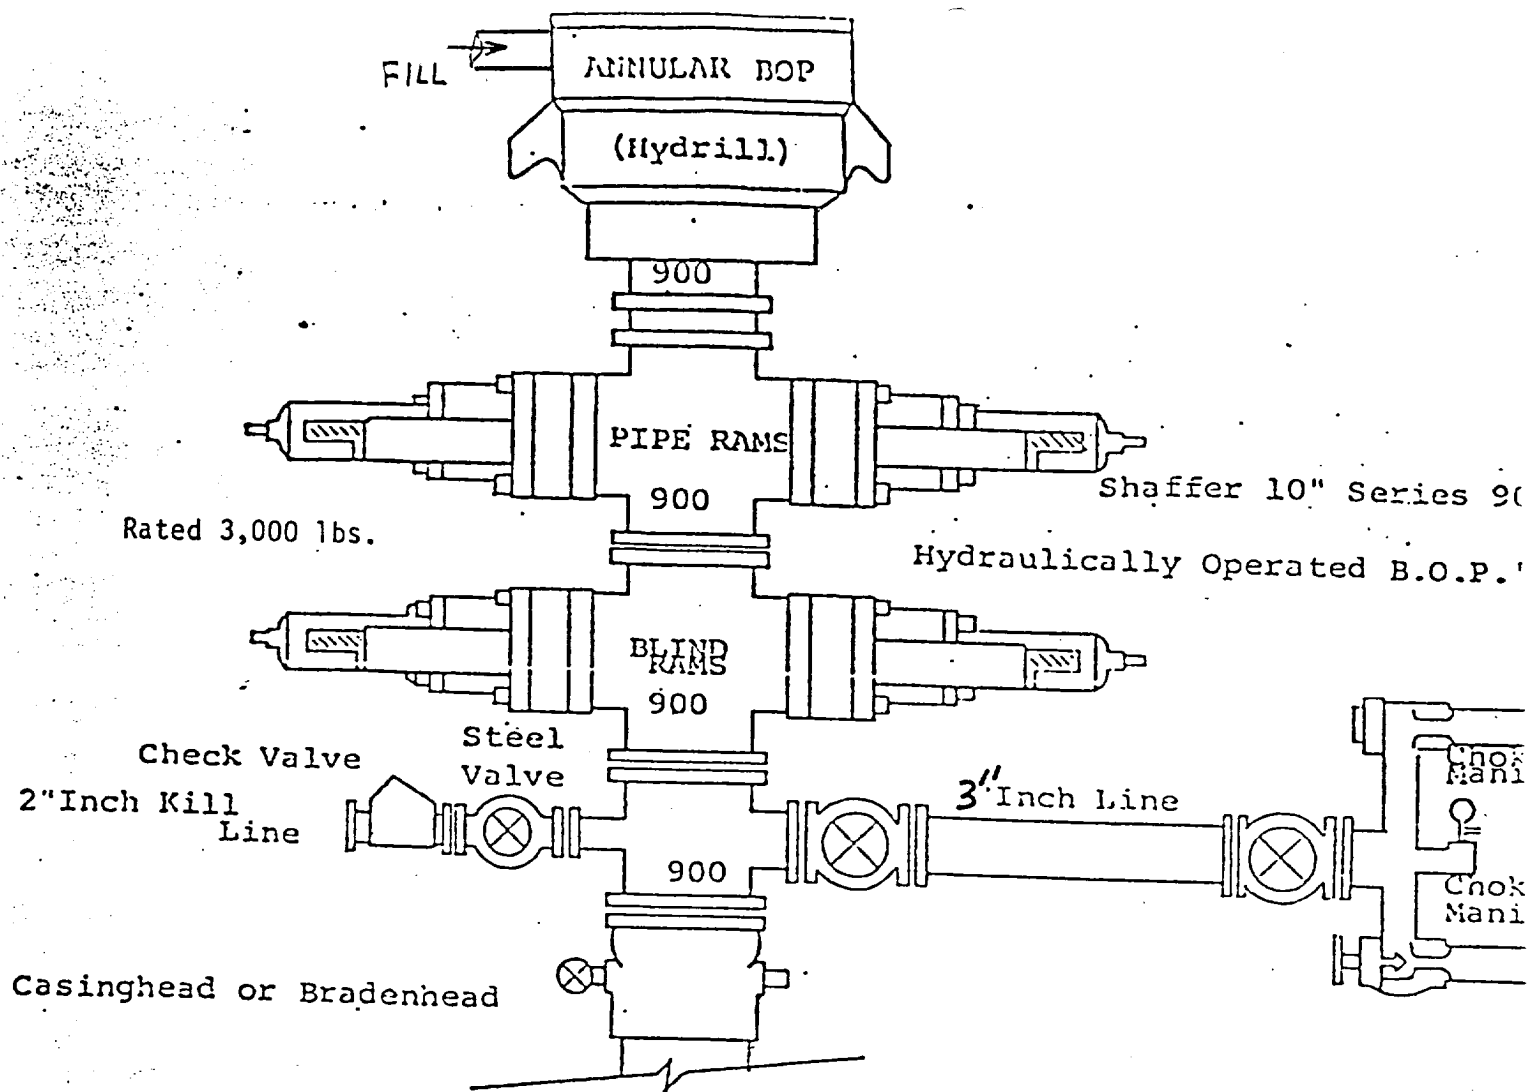 FILL
ANNULAR BOP
(Hydrill)
900
PIPE RAMS
900
Shaffer 10" Series
Rated 3,000 lbs.
Hydraulically Operated B.O.P.'
BLIND
RAMS
900
Check Valve
Steel
Valve
2"Inch Kill
Line
3"Inch Line
900
Casinghead or Bradenhead